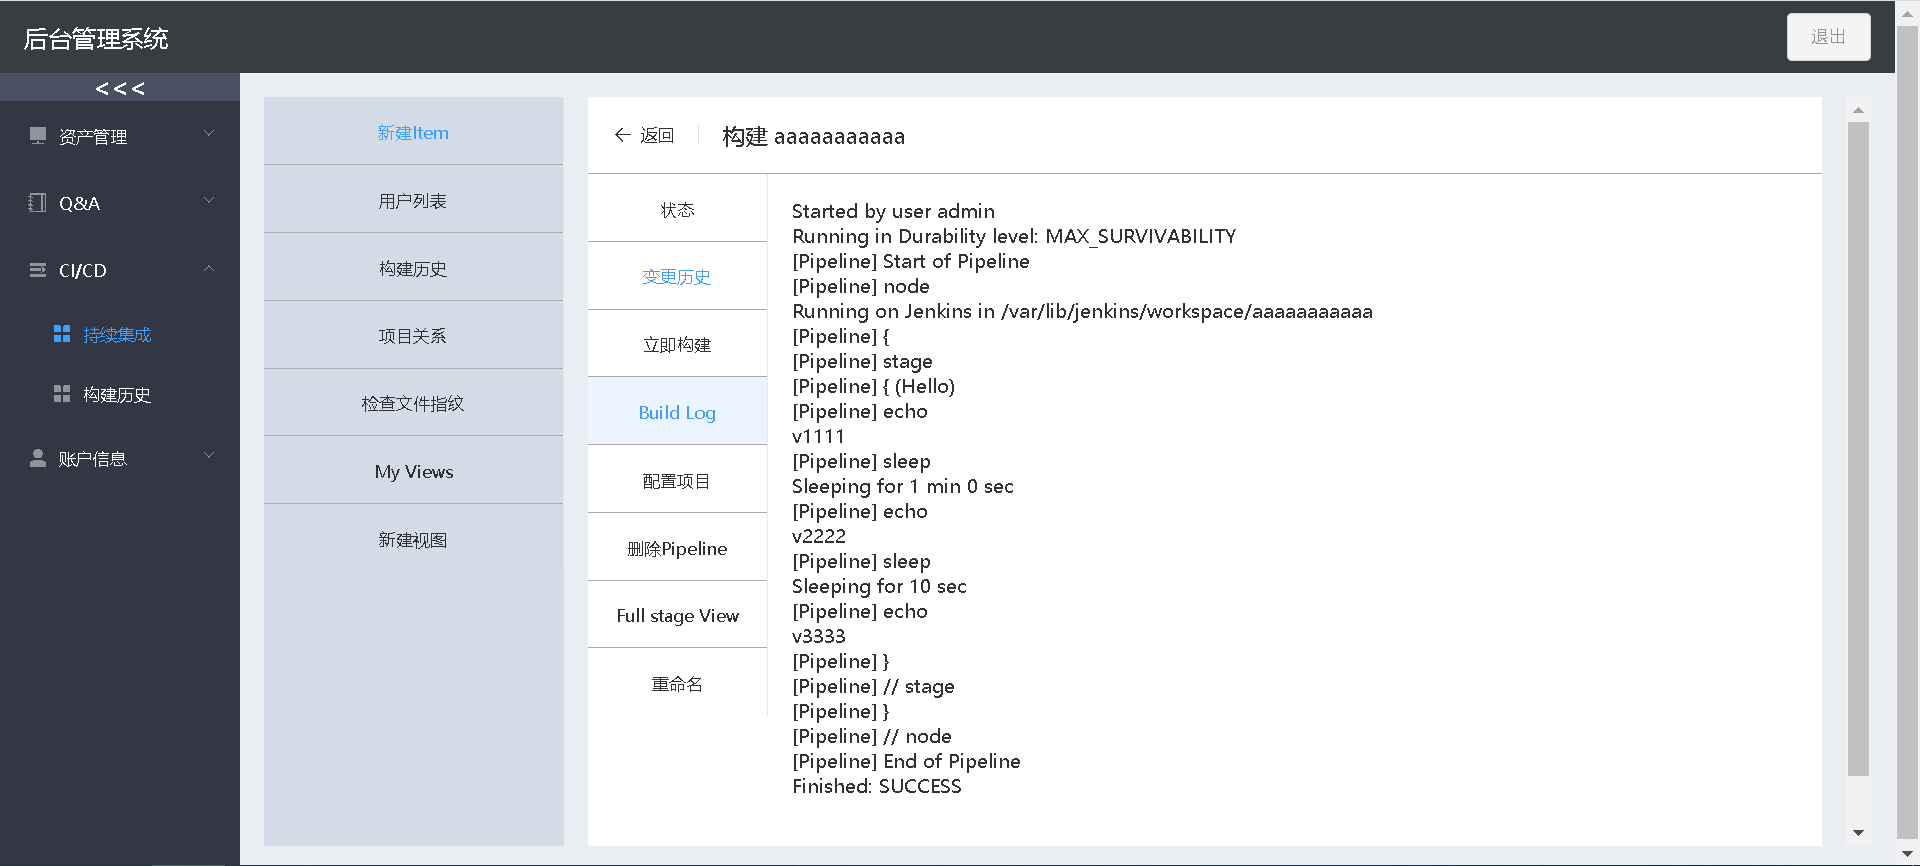 后台管理系统
退出
<<<
资产管理
Q&A
CI/CD
持续集成
构建历史
账户信息
新建Item
用户列表
构建历史
项目关系
检查文件指纹
My Views
新建视图
← 返回
构建 aaaaaaaaaaa
状态
变更历史
立即构建
Build Log
配置项目
删除Pipeline
Full stage View
重命名
Started by user admin
Running in Durability level: MAX_SURVIVABILITY
[Pipeline] Start of Pipeline
[Pipeline] node
Running on Jenkins in /var/lib/jenkins/workspace/aaaaaaaaaaa
[Pipeline] {
[Pipeline] stage
[Pipeline] { (Hello)
[Pipeline] echo
v1111
[Pipeline] sleep
Sleeping for 1 min 0 sec
[Pipeline] echo
v2222
[Pipeline] sleep
Sleeping for 10 sec
[Pipeline] echo
v3333
[Pipeline] }
[Pipeline] // stage
[Pipeline] }
[Pipeline] // node
[Pipeline] End of Pipeline
Finished: SUCCESS